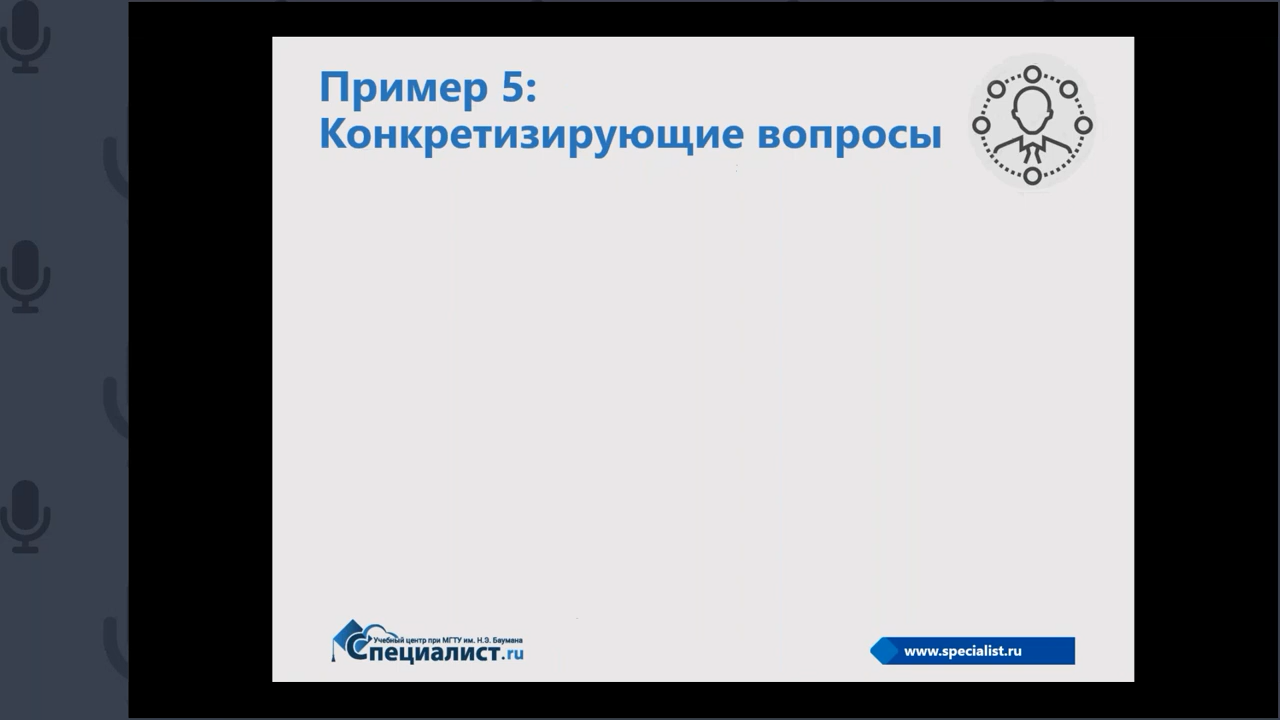 Пример 5:
Конкретизирующие вопросы
Учебный центр при МГТУ им. Н.Э. Баумана
Специалист.ru
www.specialist.ru